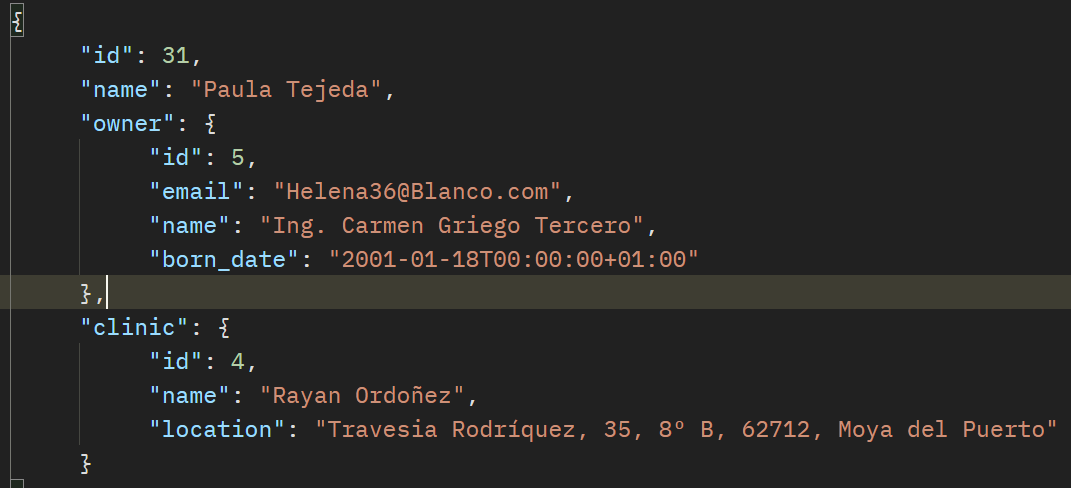 {
"id": 31,
"name": "Paula Tejeda",
"owner": {
"id": 5,
"email": "Helena36@Blanco.com",
"name": "Ing. Carmen Griego Tercero",
"born_date": "2001-01-18T00:00:00+01:00"
},
"clinic": {
"id": 4,
"name": "Rayan Ordoñez",
"location": "Travesia Rodríquez, 35, 8º B, 62712, Moya del Puerto"
}